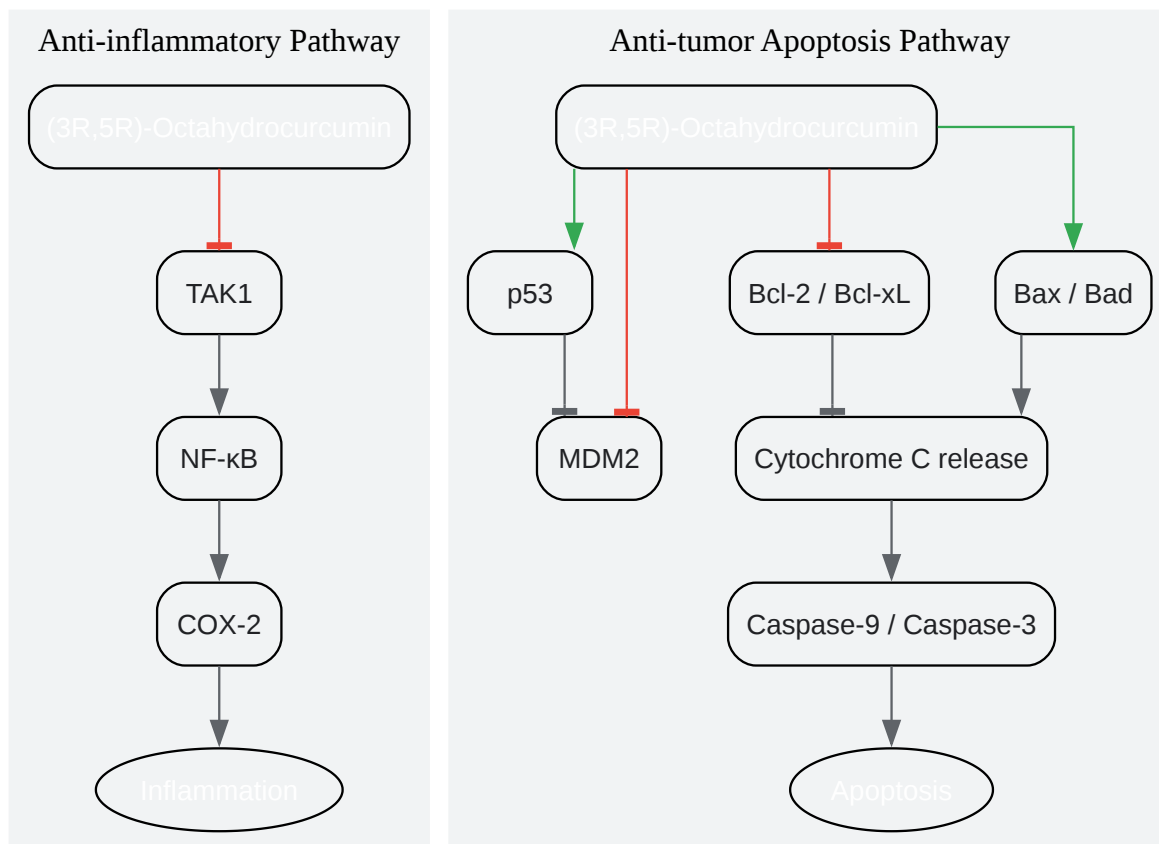 Anti-inflammatory Pathway
(3R,5R)-Octahydrocurcumin
TAK1
NF-κB
COX-2
Inflammation
Anti-tumor Apoptosis Pathway
(3R,5R)-Octahydrocurcumin
p53
Bcl-2 / Bcl-xL
Bax / Bad
MDM2
Cytochrome C release
Caspase-9 / Caspase-3
Apoptosis